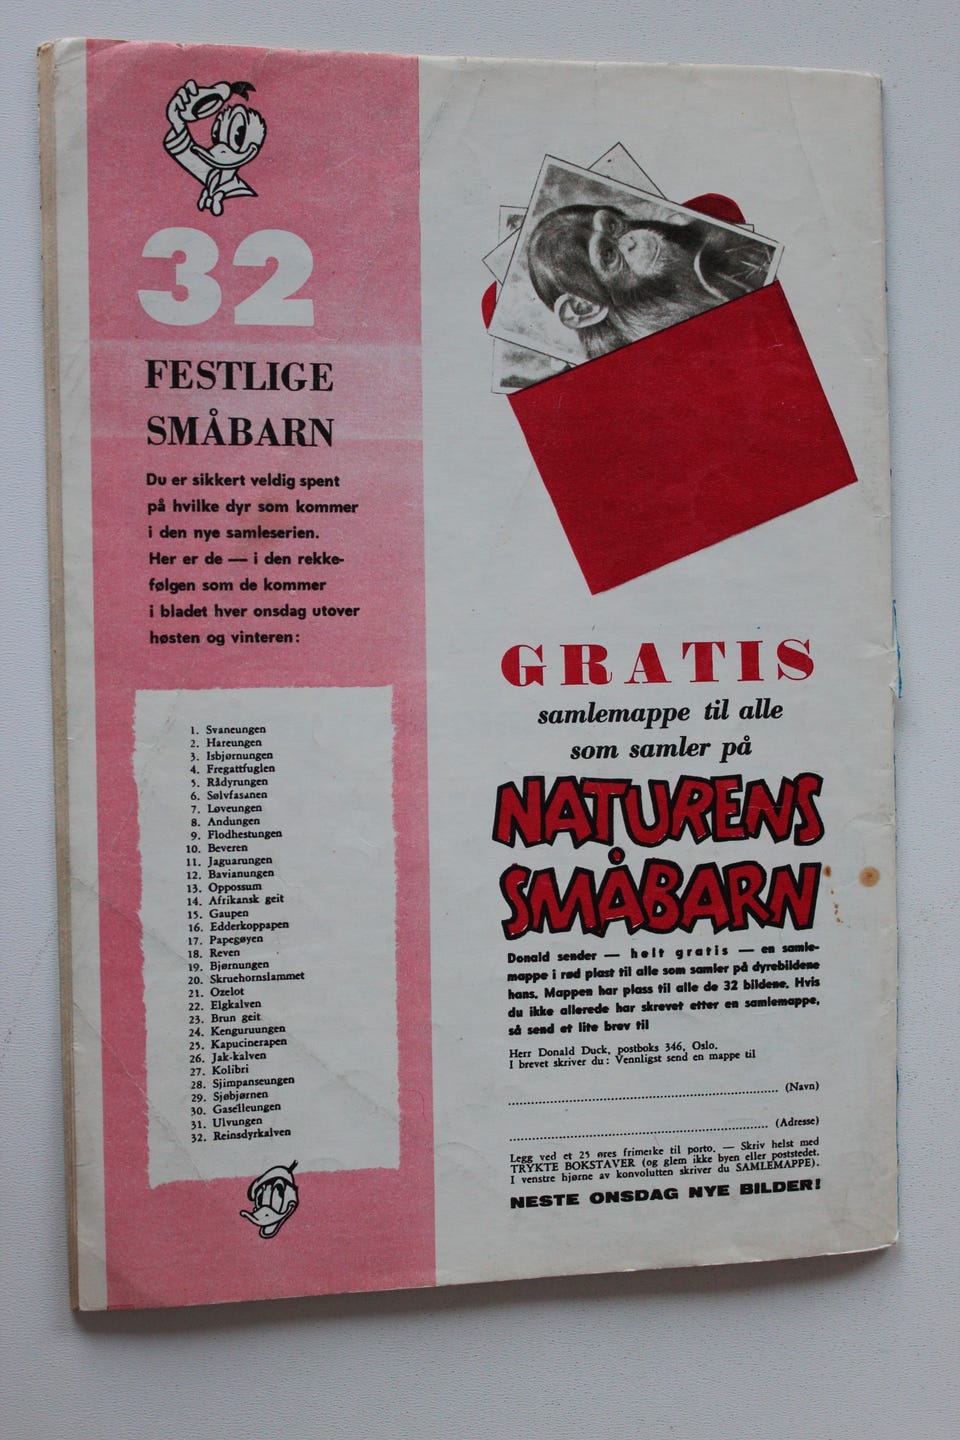 32
FESTLIGE
SMÅBARN
Du er sikkert veldig spent
på hvilke dyr som kommer
i den nye samleserien.
Her er de — i den rekke-
følgen som de kommer
i bladet hver onsdag utover
høsten og vinteren:
1. Svaneungen
2. Hareungen
3. Isbjørnungen
4. Fregattfuglen
5. Rådyrungen
6. Sølvfasanen
7. Løveungen
8. Andungen
9. Flodhestungen
10. Beveren
11. Jaguarungen
12. Bavianungen
13. Oppossum
14. Afrikansk geit
15. Gaupen
16. Edderkoppapen
17. Papegøyen
18. Reven
19. Bjørnungen
20. Skruehornslammet
21. Ozelot
22. Elgkalven
23. Brun geit
24. Kenguruungen
25. Kapucinerapen
26. Jak-kalven
27. Kolibri
28. Sjimpanseungen
29. Sjøbjørnen
30. Gaselleungen
31. Ulvungen
32. Reinsdyrkalven
GRATIS
samlemappe til alle
som samler på
NATURENS
SMÅBARN
Donald sender — helt gratis — en samle-
mappe i rød plast til alle som samler på dyrebildene
hans. Mappen har plass til alle de 32 bildene. Hvis
du ikke allerede har skrevet etter en samlemappe,
så send et lite brev til
Herr Donald Duck, postboks 346, Oslo.
I brevet skriver du: Vennligst send en mappe til
(Navn)
(Adresse)
Legg ved et 25 øres frimerke til porto. — Skriv helst med
TRYKTE BOKSTAVER (og glem ikke byen eller poststedet.
I venstre hjørne av konvolutten skriver du SAMLEMAPPE).
NESTE ONSDAG NYE BILDER!